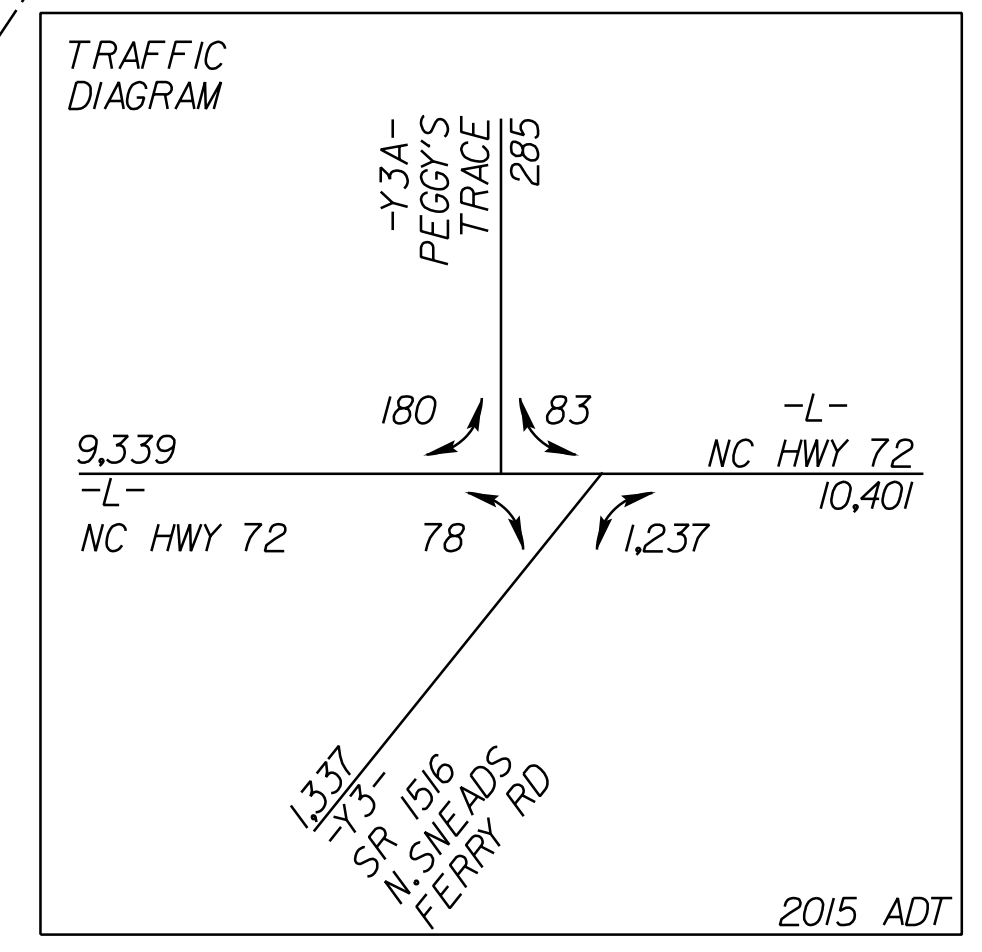 TRAFFIC
DIAGRAM
-Y3A-
PEGGY'S
TRACE
285
180
83
-L-
9,339
NC HWY 72
-L-
10,401
NC HWY 72
78
1,237
1,337
-Y3-
SR 1516
N. SNEADS
FERRY RD
2015 ADT